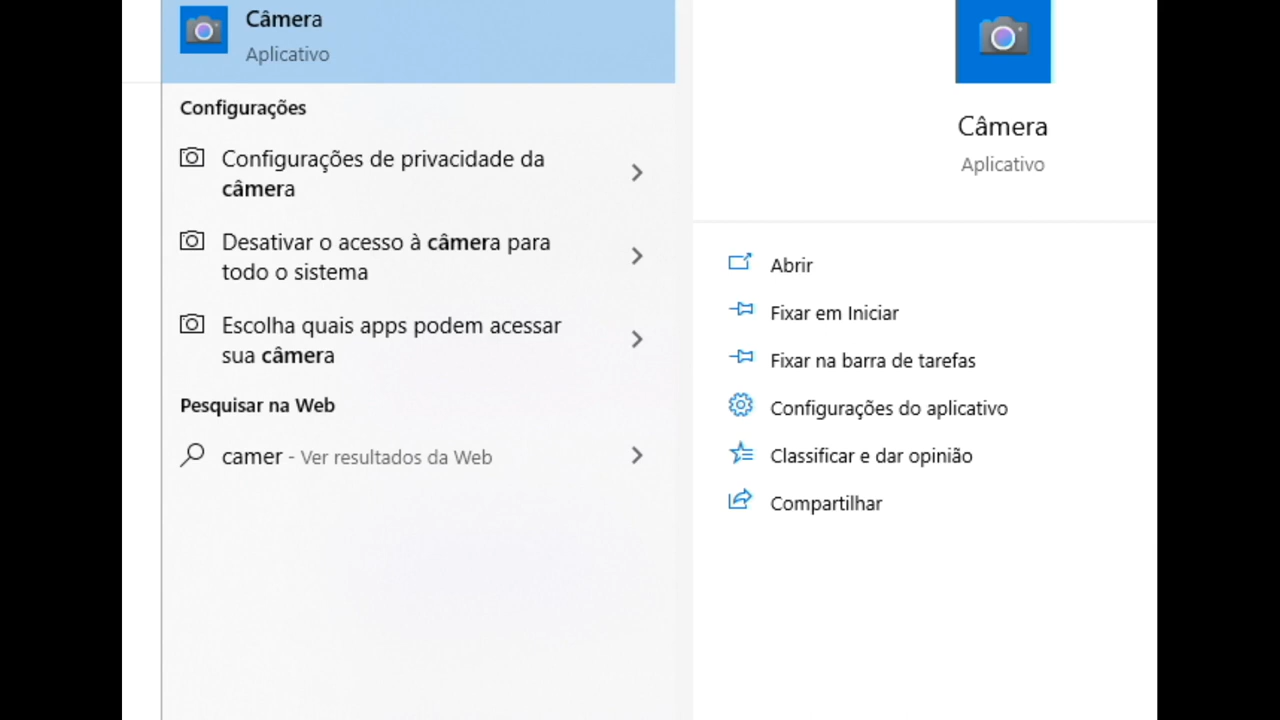 Câmera
Aplicativo
Configurações
Configurações de privacidade da
câmera
Desativar o acesso à câmera para
todo o sistema
Escolha quais apps podem acessar
sua câmera
Pesquisar na Web
camer - Ver resultados da Web
Câmera
Aplicativo
Abrir
Fixar em Iniciar
Fixar na barra de tarefas
Configurações do aplicativo
Classificar e dar opinião
Compartilhar